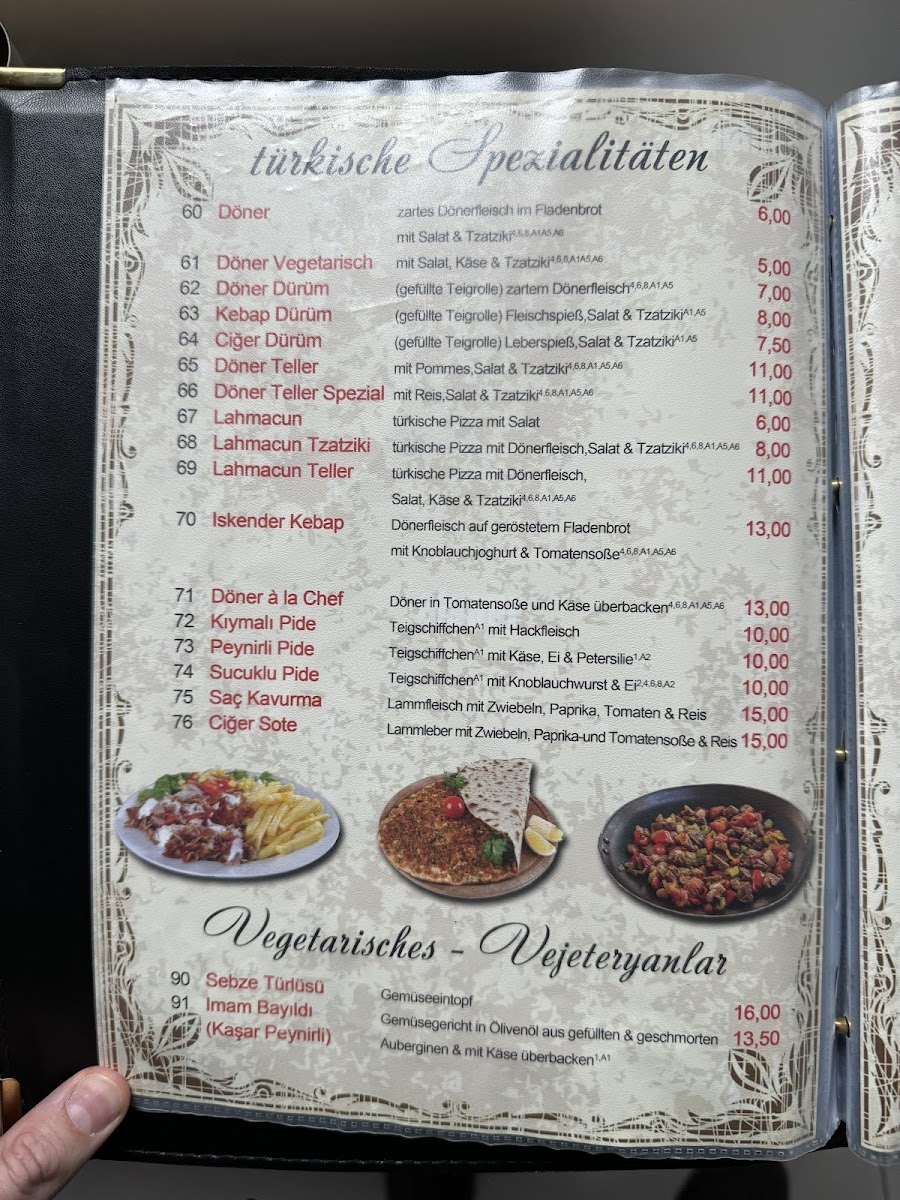 türkische Spezialitäten
60 Döner zartes Dönerfleisch im Fladenbrot 6,00
mit Salat & Tzatziki4,6,8,A1A5,A6
61 Döner Vegetarisch mit Salat, Käse & Tzatziki4,6,8,A1A5,A6 5,00
62 Döner Dürüm (gefüllte Teigrolle) zartem Dönerfleisch4,6,8,A1,A5 7,00
63 Kebap Dürüm (gefüllte Teigrolle) Fleischspieß,Salat & TzatzikiA1,A5 8,00
64 Ciğer Dürüm (gefüllte Teigrolle) Leberspieß,Salat & TzatzikiA1,A5 7,50
65 Döner Teller mit Pommes,Salat & Tzatziki4,6,8,A1,A5,A6 11,00
66 Döner Teller Spezial mit Reis,Salat & Tzatziki4,6,8,A1,A5,A6 11,00
67 Lahmacun türkische Pizza mit Salat 6,00
68 Lahmacun Tzatziki türkische Pizza mit Dönerfleisch,Salat & Tzatziki4,6,8,A1,A5,A6 8,00
69 Lahmacun Teller türkische Pizza mit Dönerfleisch, 11,00
Salat, Käse & Tzatziki4,6,8,A1,A5,A6
70 Iskender Kebap Dönerfleisch auf geröstetem Fladenbrot 13,00
mit Knoblauchjoghurt & Tomatensoße4,6,8,A1,A5,A6
71 Döner à la Chef Döner in Tomatensoße und Käse überbacken4,6,8,A1,A5,A6 13,00
72 Kıymalı Pide TeigschiffchenA1 mit Hackfleisch 10,00
73 Peynirli Pide TeigschiffchenA1 mit Käse, Ei & Petersilie1,A2 10,00
74 Sucuklu Pide TeigschiffchenA1 mit Knoblauchwurst & Ei2,4,6,8,A2 10,00
75 Saç Kavurma Lammfleisch mit Zwiebeln, Paprika, Tomaten & Reis 15,00
76 Ciğer Sote Lammleber mit Zwiebeln, Paprika-und Tomatensoße & Reis 15,00
Vegetarisches - Vejeteryanlar
90 Sebze Türlüsü Gemüseeintopf 16,00
91 Imam Bayıldı Gemüsegericht in Ölivenöl aus gefüllten & geschmorten 13,50
(Kaşar Peynirli) Auberginen & mit Käse überbacken1,A1